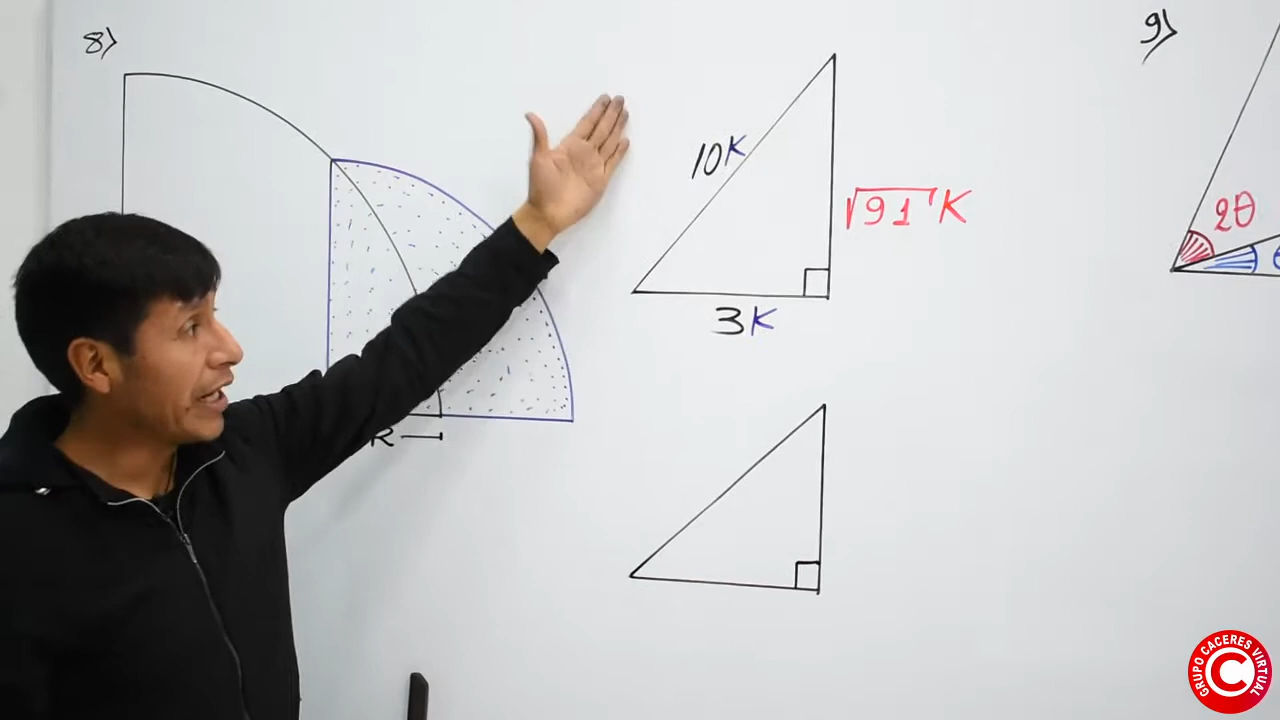 8)
9)
10K
√91 K
2θ
3K
R
GRUPO CACERES VIRTUAL
C